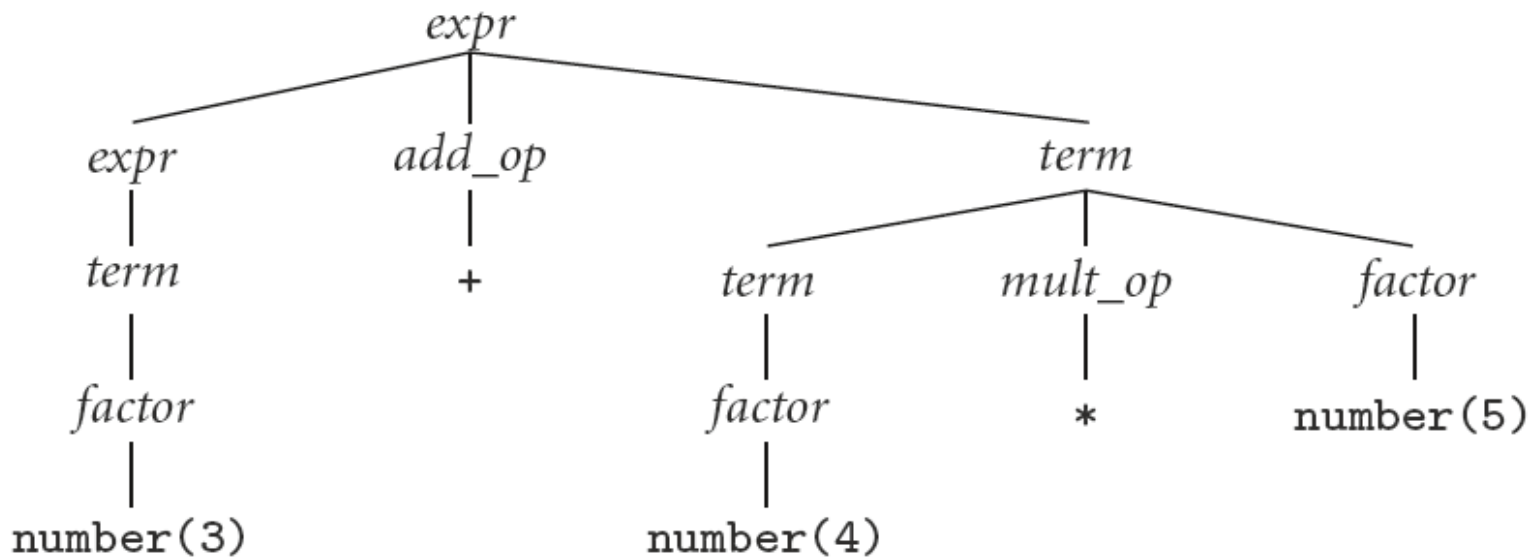 expr
expr add_op term
term + term mult_op factor
factor factor * number(5)
number(3) number(4)